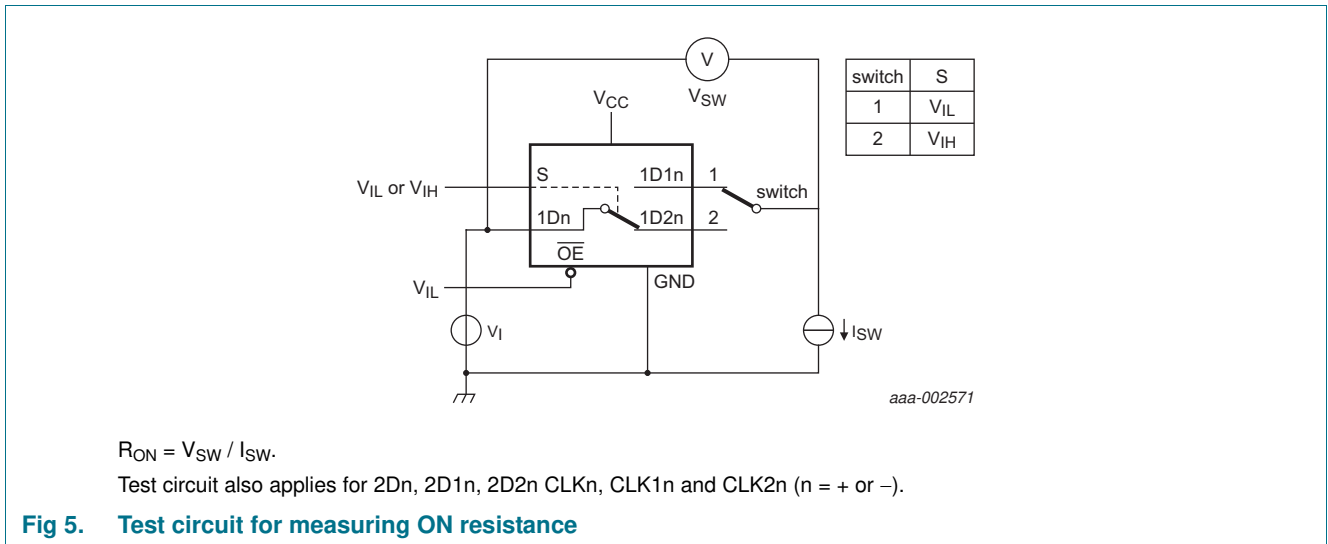 V
VSW
switch S
1 VIL
2 VIH
VCC
S 1D1n 1
switch
VIL or VIH
1Dn 1D2n 2
OE
GND
VIL
VI
ISW
aaa-002571
RON = VSW / ISW.
Test circuit also applies for 2Dn, 2D1n, 2D2n CLKn, CLK1n and CLK2n (n = + or −).
Fig 5. Test circuit for measuring ON resistance